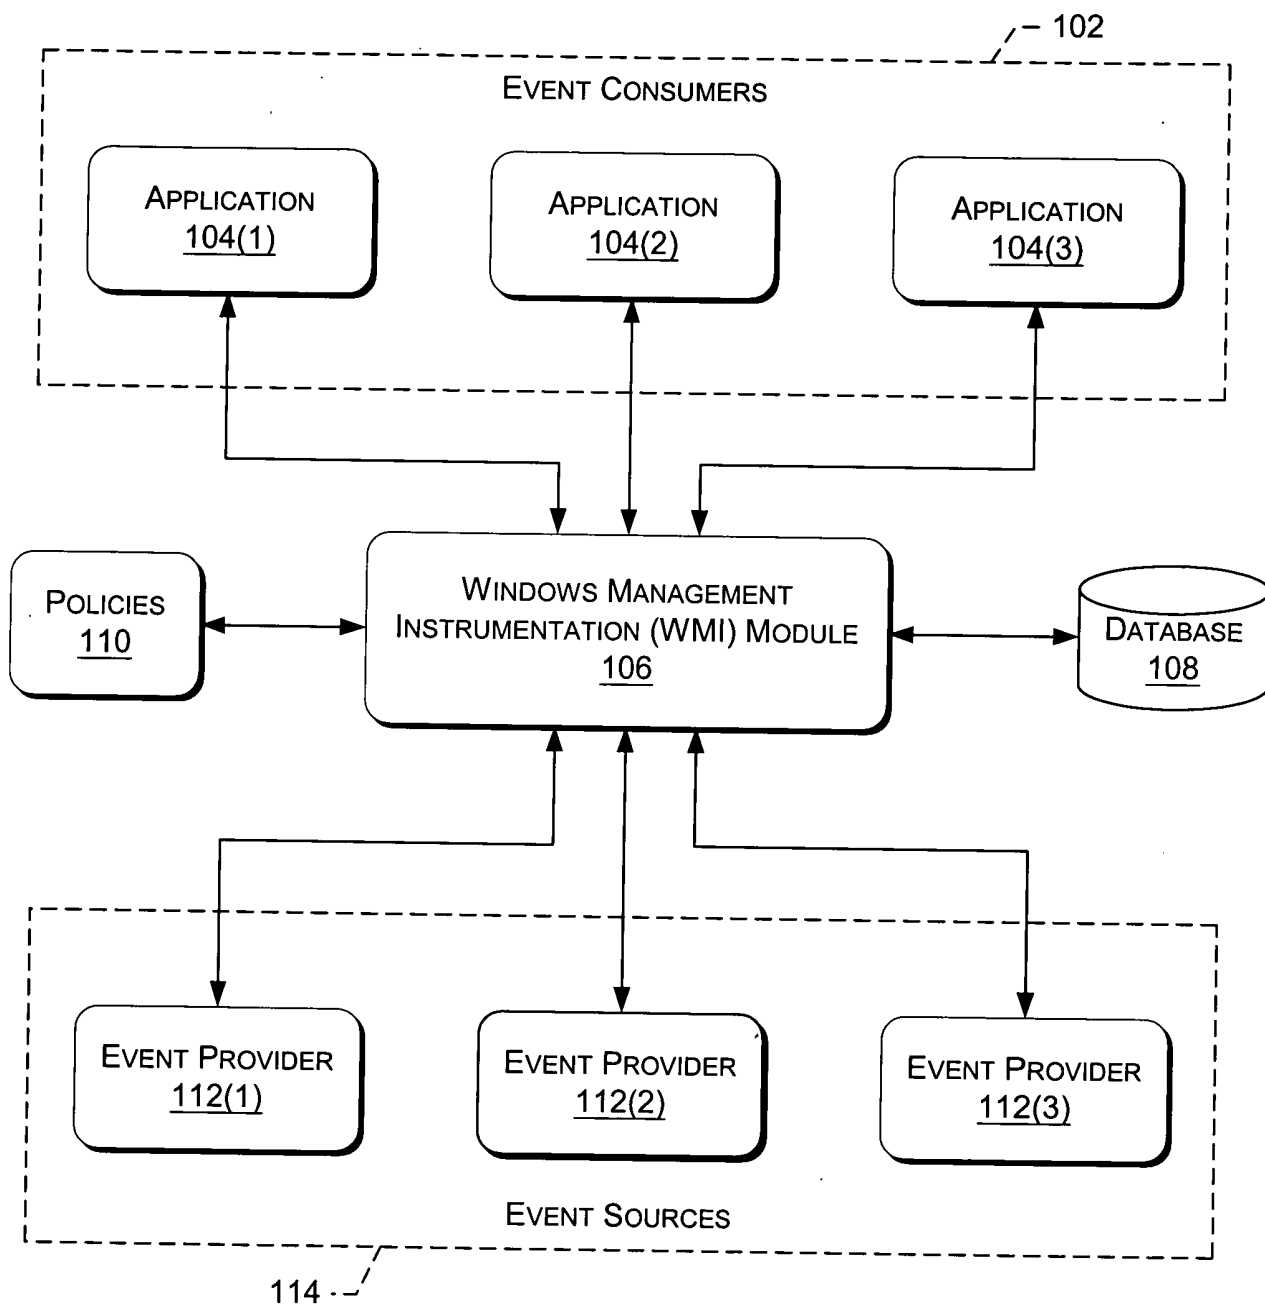 102
EVENT CONSUMERS
APPLICATION
104(1)
APPLICATION
104(2)
APPLICATION
104(3)
POLICIES
110
WINDOWS MANAGEMENT
INSTRUMENTATION (WMI) MODULE
106
DATABASE
108
EVENT PROVIDER
112(1)
EVENT PROVIDER
112(2)
EVENT PROVIDER
112(3)
EVENT SOURCES
114